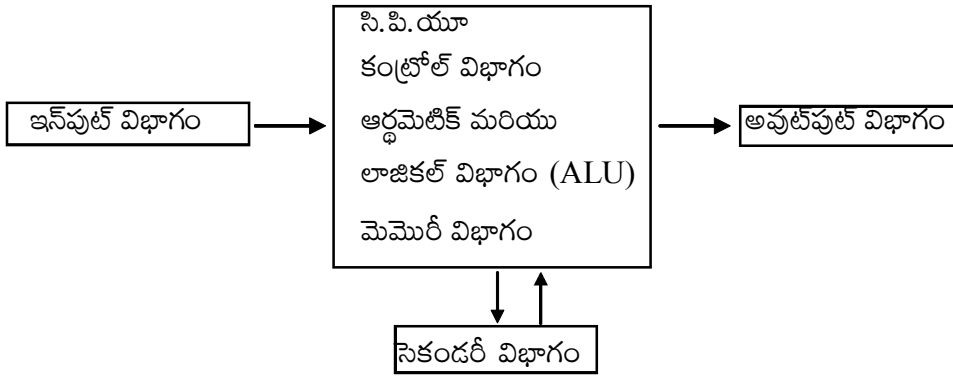 సి.పి.యూ
కంట్రోల్ విభాగం
ఇన్‌పుట్ విభాగం
ఆర్థమెటిక్ మరియు
అవుట్‌పుట్ విభాగం
లాజికల్ విభాగం (ALU)
మెమొరీ విభాగం
సెకండరీ విభాగం